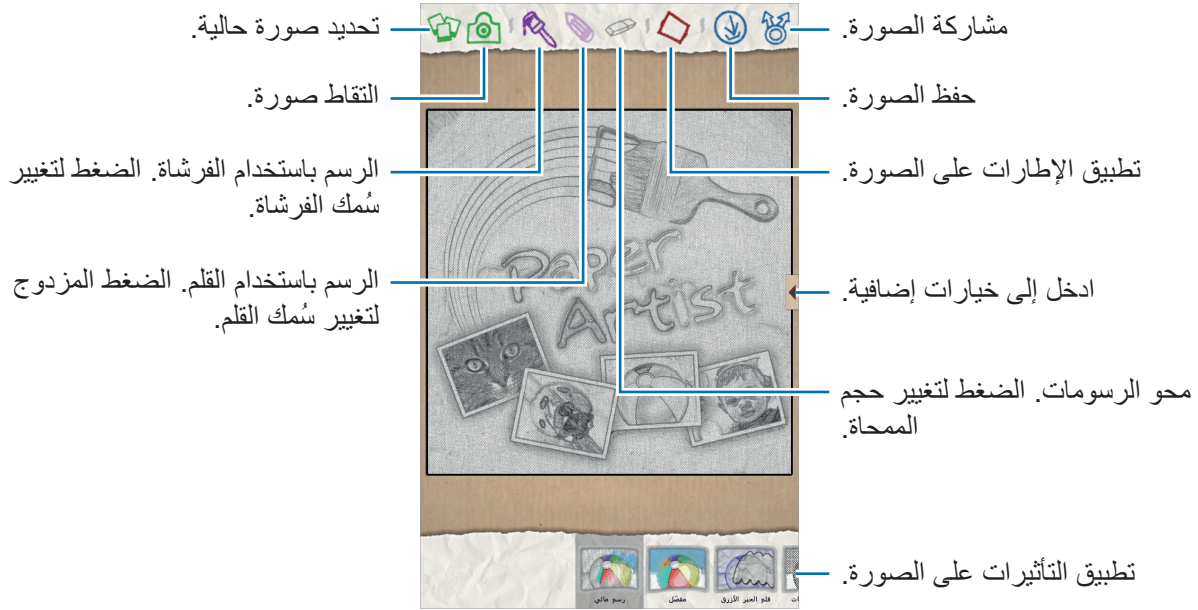 مشاركة الصورة.
حفظ الصورة.
تطبيق الإطارات على الصورة.
ادخل إلى خيارات إضافية.
محو الرسومات. الضغط لتغيير حجم
الممحاة.
تطبيق التأثيرات على الصورة.
تحديد صورة حالية.
التقاط صورة.
الرسم باستخدام الفرشاة. الضغط لتغيير
سُمك الفرشاة.
الرسم باستخدام القلم. الضغط المزدوج
لتغيير سُمك القلم.
Paper
Artist
رسم مالي
مفضّل
قلم الحبر الأزرق